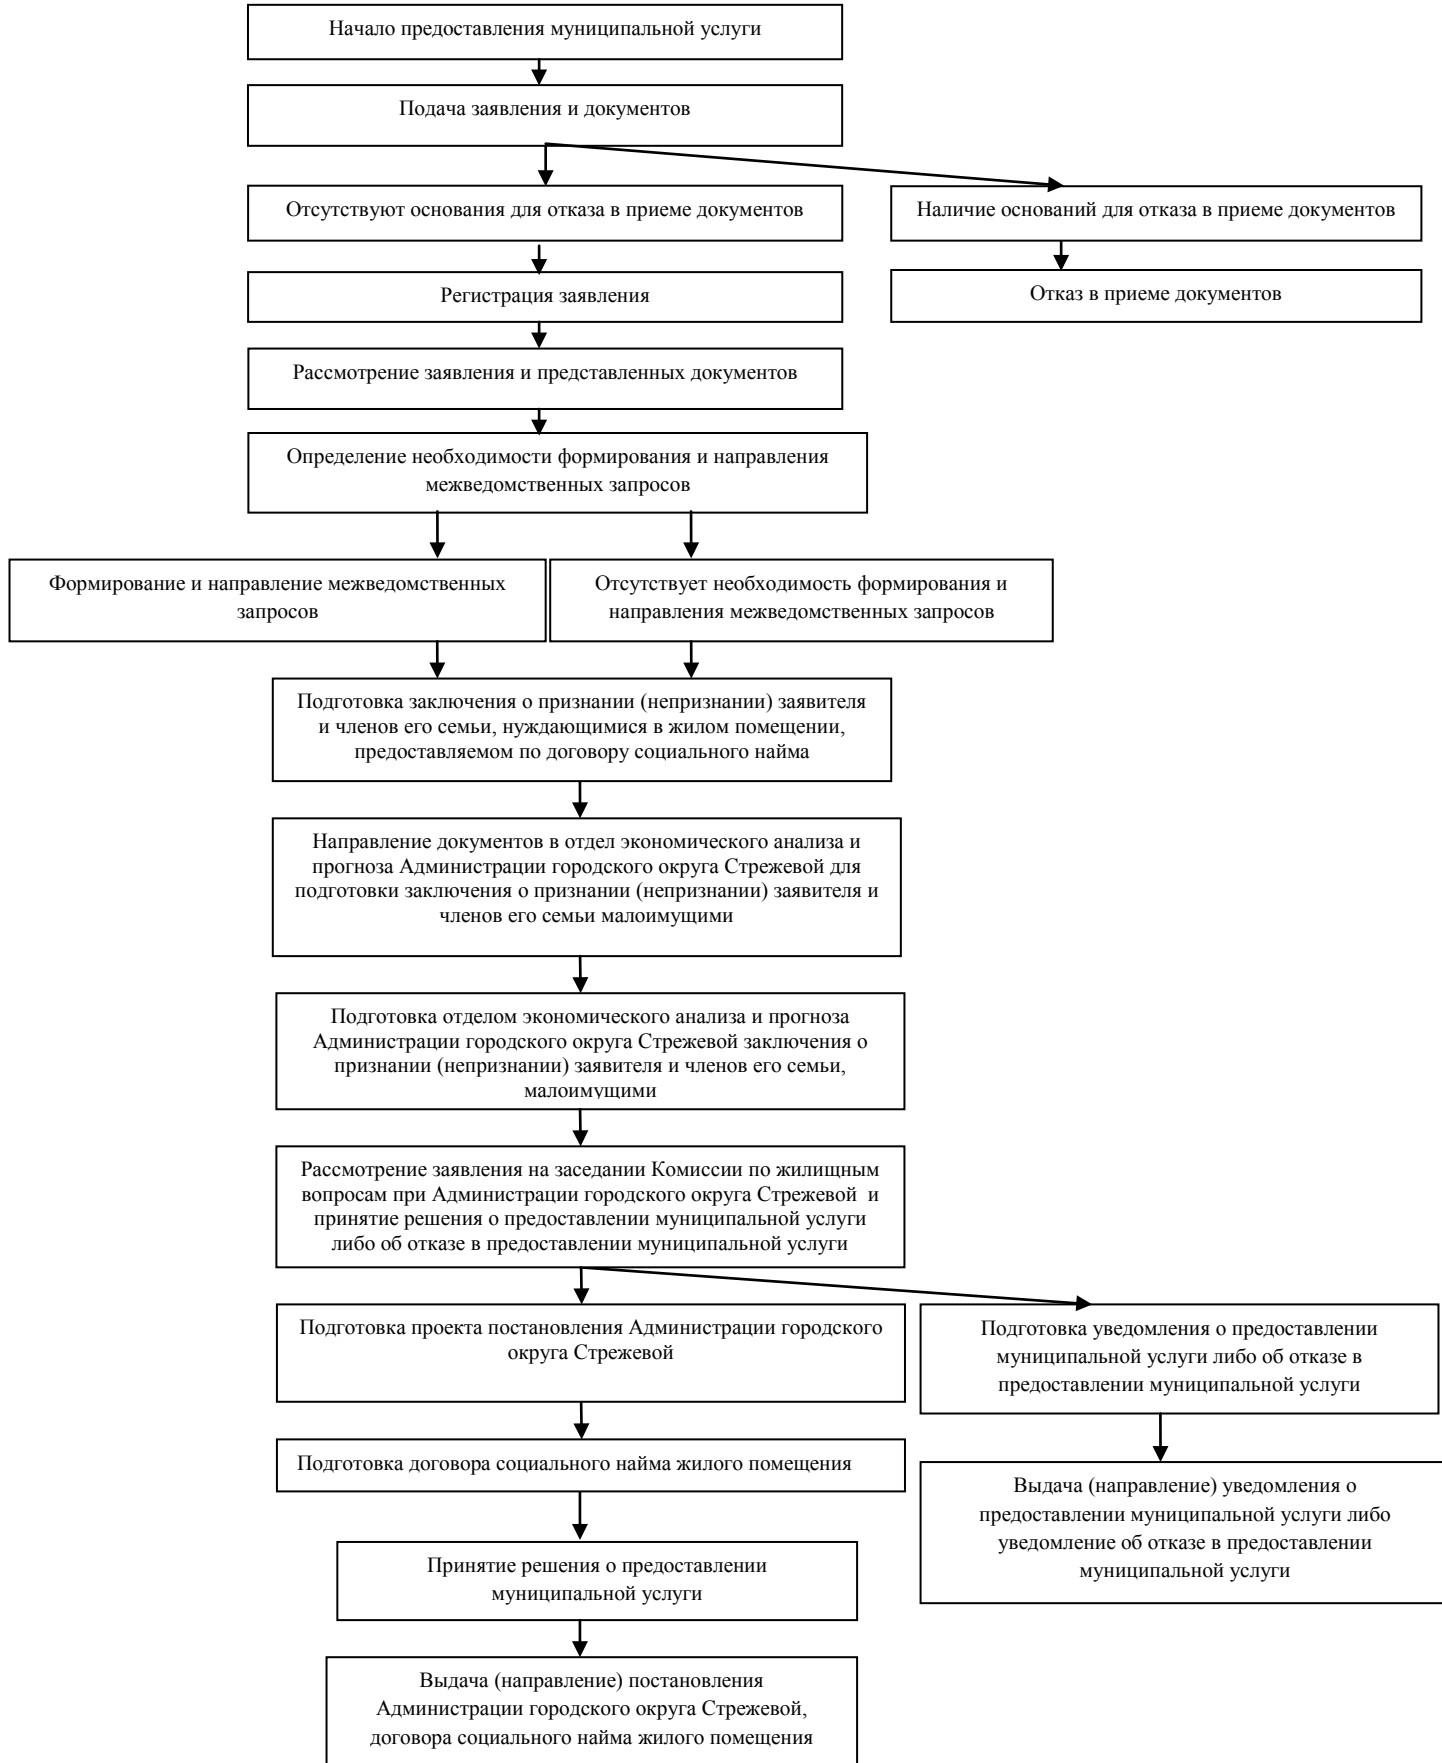 Начало предоставления муниципальной услуги
Подача заявления и документов
Отсутствуют основания для отказа в приеме документов
Наличие оснований для отказа в приеме документов
Регистрация заявления
Отказ в приеме документов
Рассмотрение заявления и представленных документов
Определение необходимости формирования и направления
межведомственных запросов
Формирование и направление межведомственных
запросов
Отсутствует необходимость формирования и
направления межведомственных запросов
Подготовка заключения о признании (непризнании) заявителя
и членов его семьи, нуждающимися в жилом помещении,
предоставляемом по договору социального найма
Направление документов в отдел экономического анализа и
прогноза Администрации городского округа Стрежевой для
подготовки заключения о признании (непризнании) заявителя и
членов его семьи малоимущими
Подготовка отделом экономического анализа и прогноза
Администрации городского округа Стрежевой заключения о
признании (непризнании) заявителя и членов его семьи,
малоимущими
Рассмотрение заявления на заседании Комиссии по жилищным
вопросам при Администрации городского округа Стрежевой и
принятие решения о предоставлении муниципальной услуги
либо об отказе в предоставлении муниципальной услуги
Подготовка проекта постановления Администрации городского
округа Стрежевой
Подготовка уведомления о предоставлении
муниципальной услуги либо об отказе в
предоставлении муниципальной услуги
Подготовка договора социального найма жилого помещения
Выдача (направление) уведомления о
предоставлении муниципальной услуги либо
уведомление об отказе в предоставлении
муниципальной услуги
Принятие решения о предоставлении
муниципальной услуги
Выдача (направление) постановления
Администрации городского округа Стрежевой,
договора социального найма жилого помещения